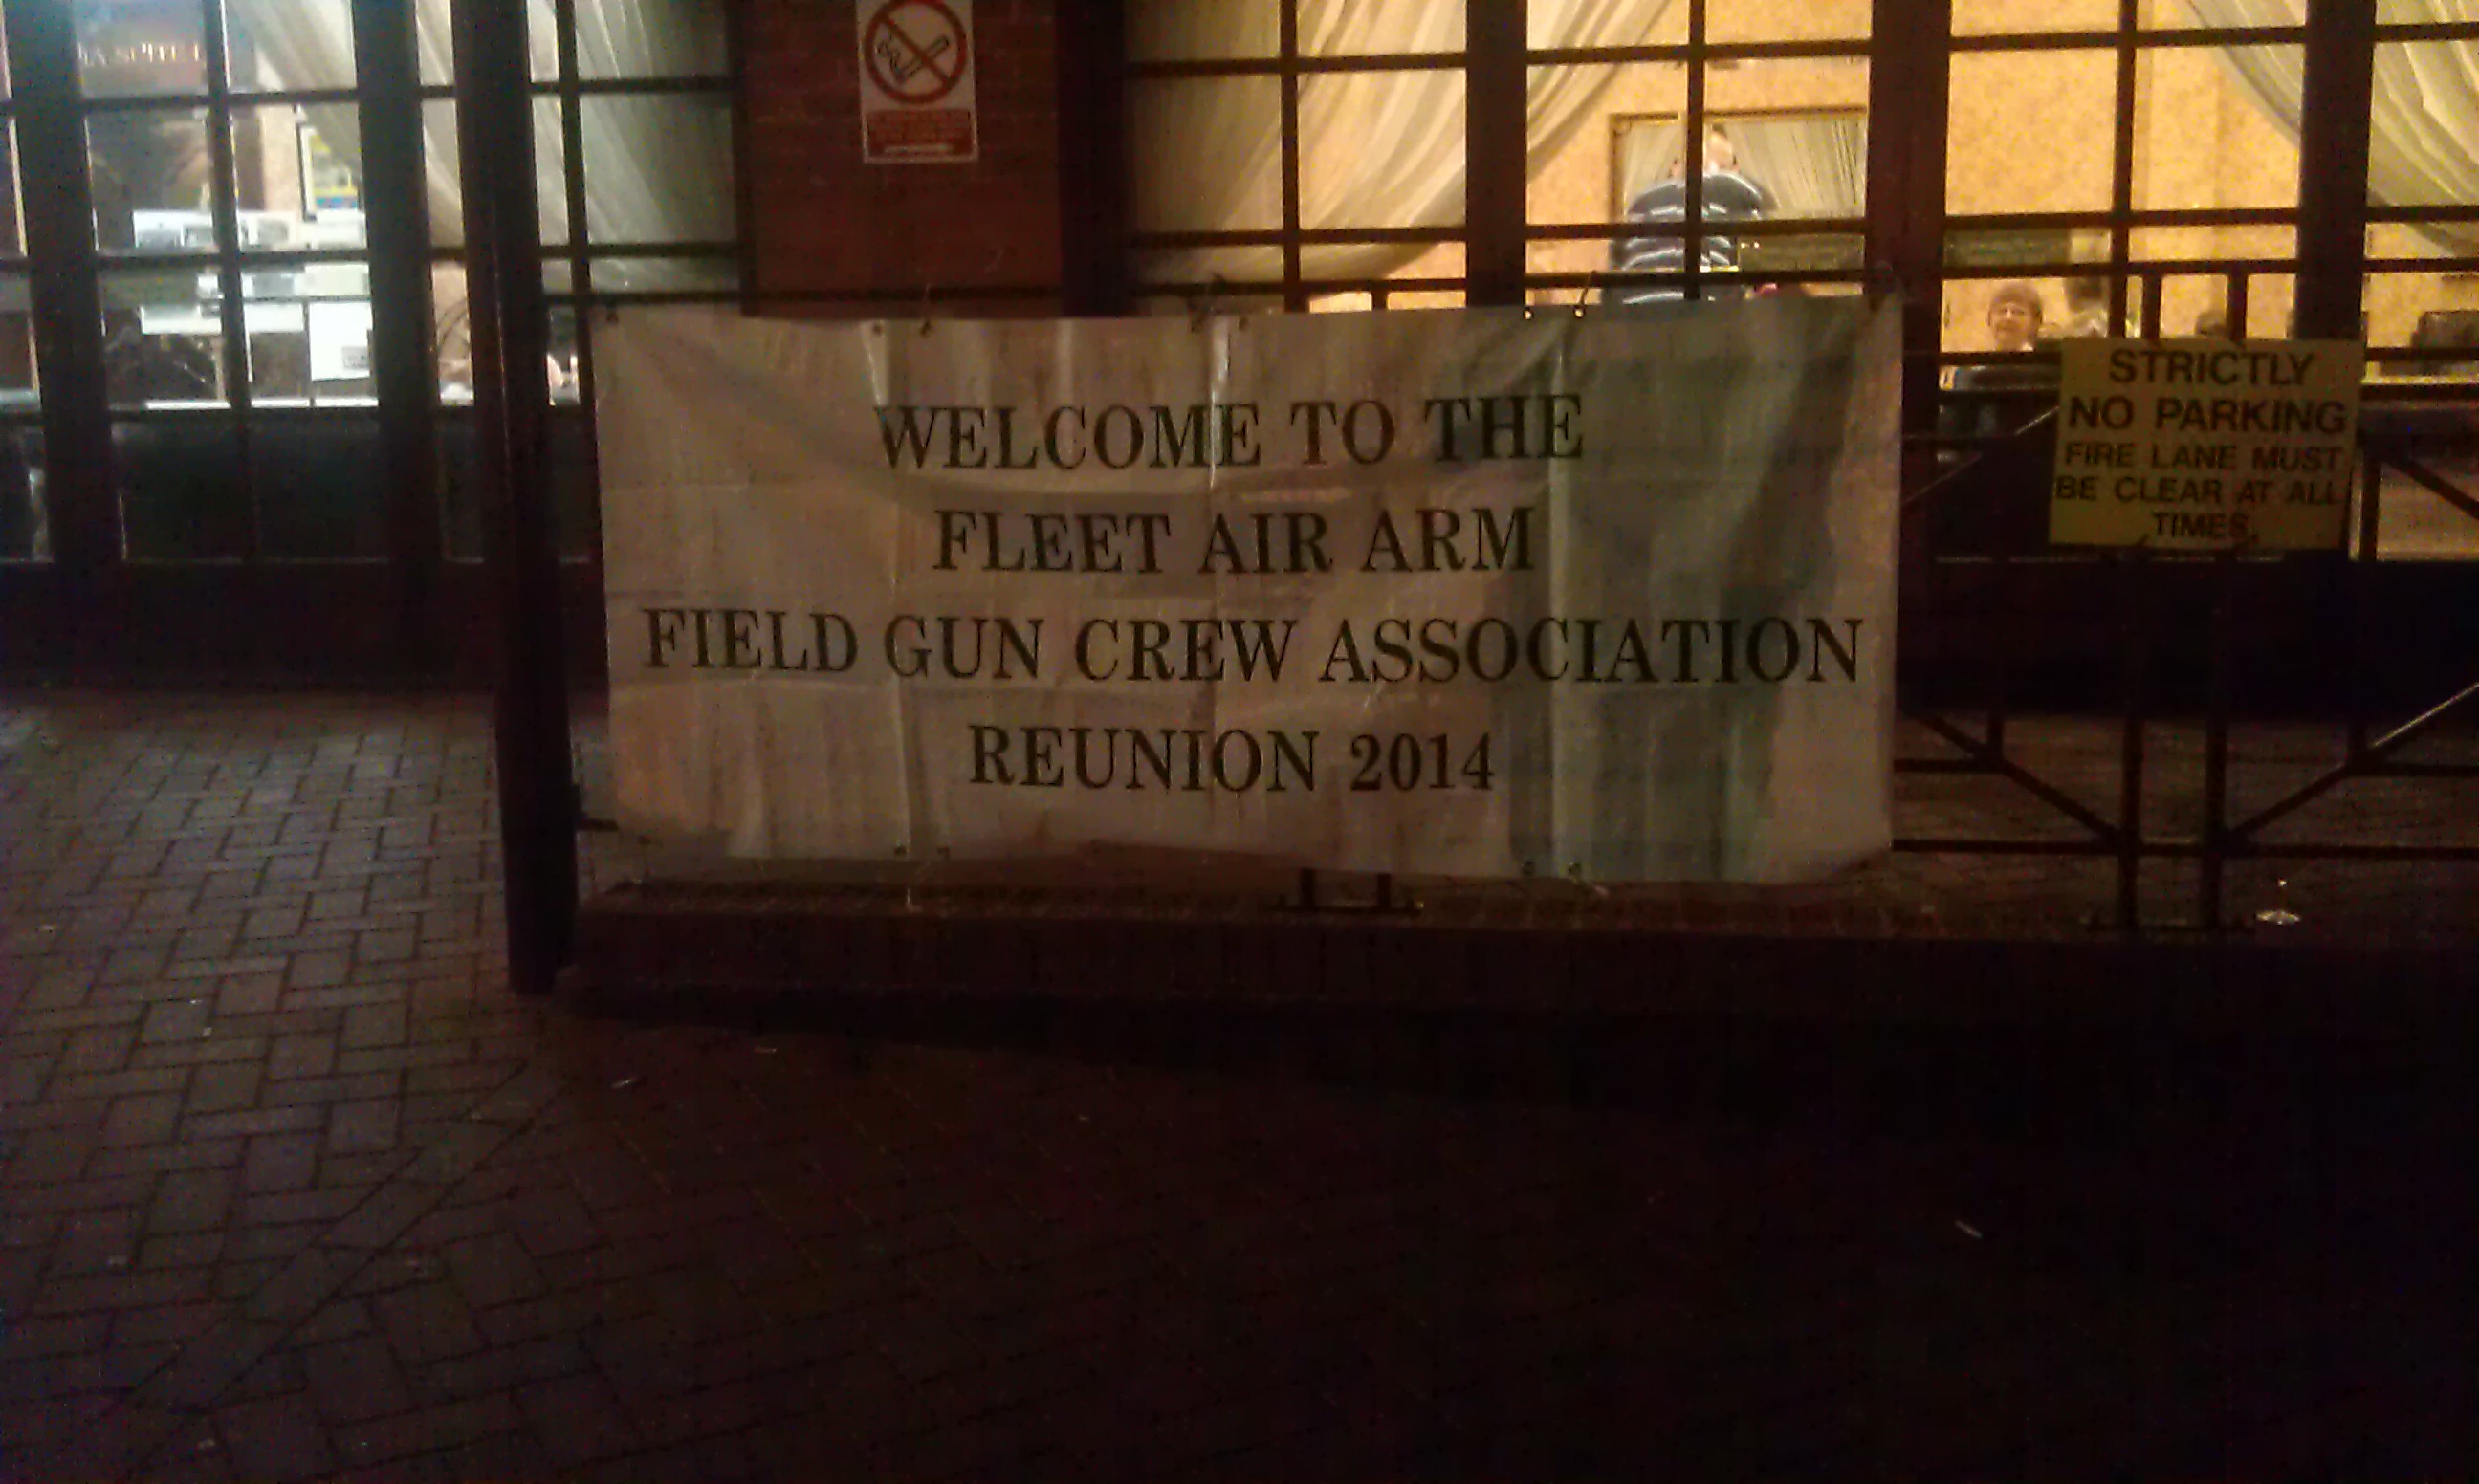 WELCOME TO THE
FLEET AIR ARM
FIELD GUN CREW ASSOCIATION
REUNION 2014
STRICTLY
NO PARKING
FIRE LANE MUST
BE CLEAR AT ALL
TIMES.